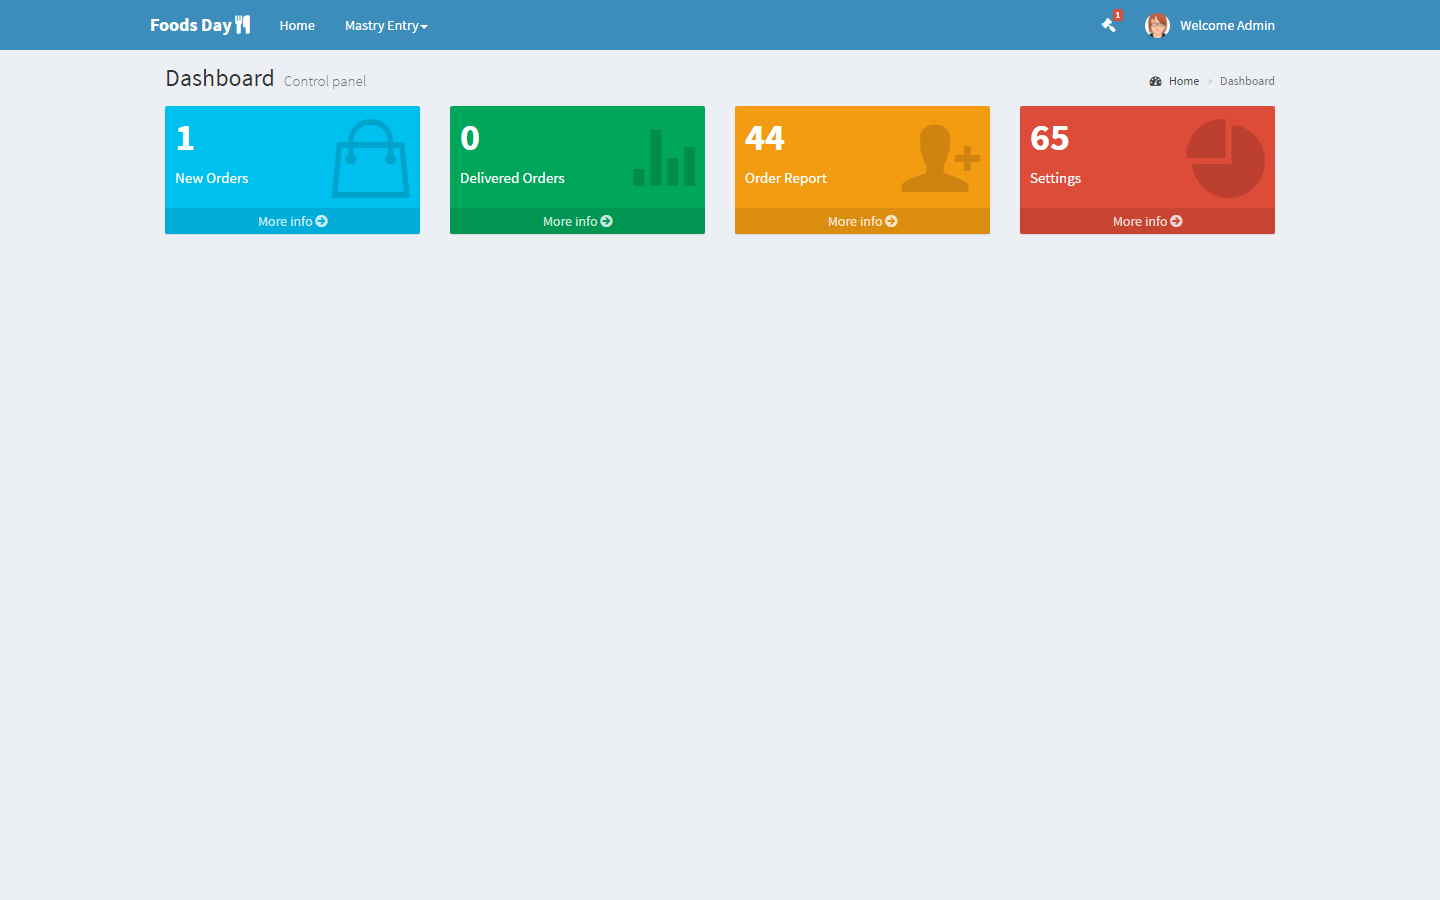 Foods Day
Home
Mastry Entry
1
Welcome Admin
Dashboard Control panel
Home > Dashboard
1
New Orders
More info
0
Delivered Orders
More info
44
Order Report
More info
65
Settings
More info